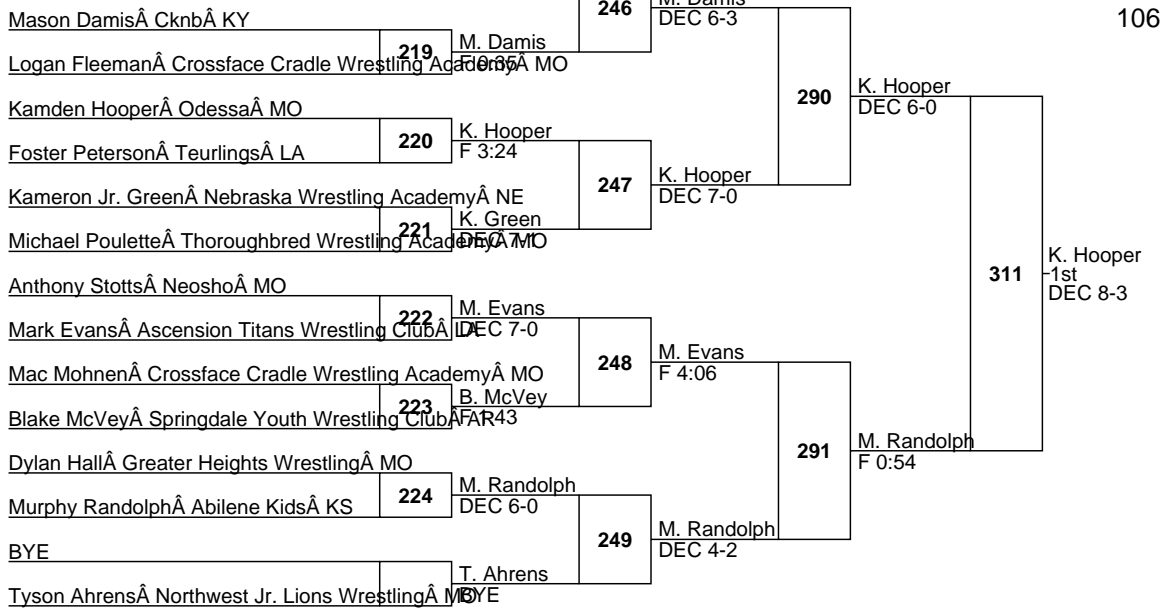 106
Mason DamisÂ CknbÂ KY
Logan FleemanÂ Crossface Cradle Wrestling AcademyÂ MO
Kamden HooperÂ OdessaÂ MO
Foster PetersonÂ TeurlingsÂ LA
Kameron Jr. GreenÂ Nebraska Wrestling AcademyÂ NE
Michael PouletteÂ Thoroughbred Wrestling AcademyÂ MO
Anthony StottsÂ NeoshoÂ MO
Mark EvansÂ Ascension Titans Wrestling ClubÂ LA
Mac MohnenÂ Crossface Cradle Wrestling AcademyÂ MO
Blake McVeyÂ Springdale Youth Wrestling ClubÂ AR
Dylan HallÂ Greater Heights WrestlingÂ MO
Murphy RandolphÂ Abilene KidsÂ KS
BYE
Tyson AhrensÂ Northwest Jr. Lions WrestlingÂ MO
219
M. Damis
F 0:35
220
K. Hooper
F 3:24
221
K. Green
DEC 7-1
222
M. Evans
DEC 7-0
223
B. McVey
F 1:43
224
M. Randolph
DEC 6-0
T. Ahrens
BYE
246
M. Damis
DEC 6-3
247
K. Hooper
DEC 7-0
248
M. Evans
F 4:06
249
M. Randolph
DEC 4-2
290
K. Hooper
DEC 6-0
291
M. Randolph
F 0:54
311
K. Hooper
1st
DEC 8-3